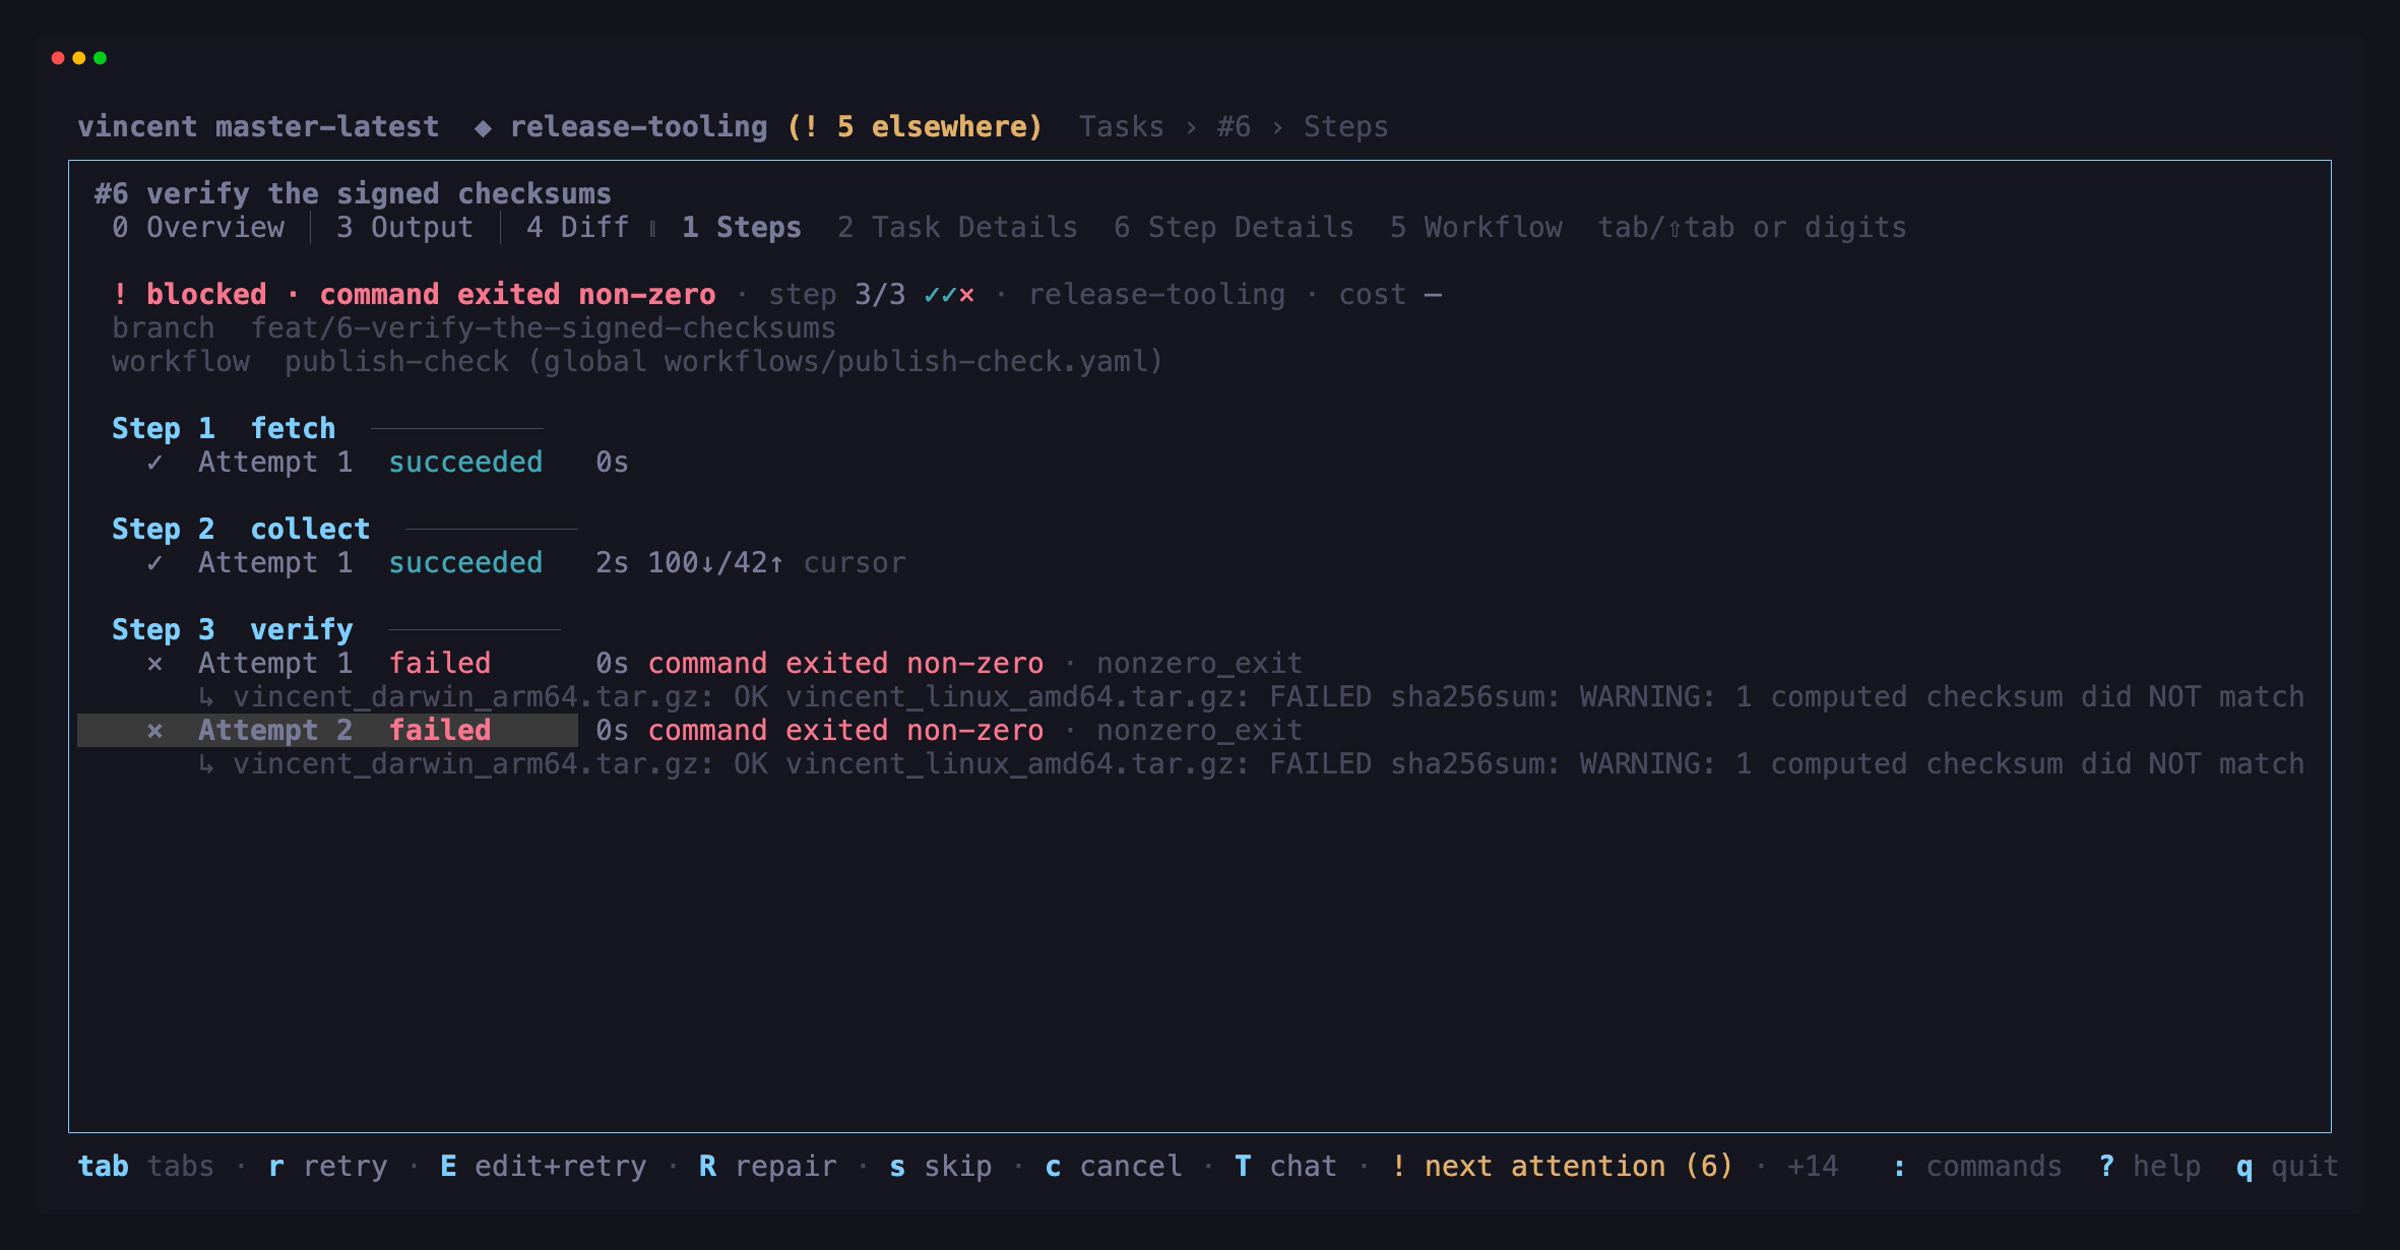 vincent master-latest ◆ release-tooling (! 5 elsewhere) Tasks › #6 › Steps
#6 verify the signed checksums
0 Overview │ 3 Output │ 4 Diff ‖ 1 Steps 2 Task Details 6 Step Details 5 Workflow tab/⇧tab or digits
! blocked · command exited non-zero · step 3/3 ✓✓× · release-tooling · cost —
branch feat/6-verify-the-signed-checksums
workflow publish-check (global workflows/publish-check.yaml)
Step 1 fetch ──────────
✓ Attempt 1 succeeded 0s
Step 2 collect ──────────
✓ Attempt 1 succeeded 2s 100↓/42↑ cursor
Step 3 verify ──────────
× Attempt 1 failed 0s command exited non-zero · nonzero_exit
↳ vincent_darwin_arm64.tar.gz: OK vincent_linux_amd64.tar.gz: FAILED sha256sum: WARNING: 1 computed checksum did NOT match
× Attempt 2 failed 0s command exited non-zero · nonzero_exit
↳ vincent_darwin_arm64.tar.gz: OK vincent_linux_amd64.tar.gz: FAILED sha256sum: WARNING: 1 computed checksum did NOT match
tab tabs · r retry · E edit+retry · R repair · s skip · c cancel · T chat · ! next attention (6) · +14 : commands ? help q quit